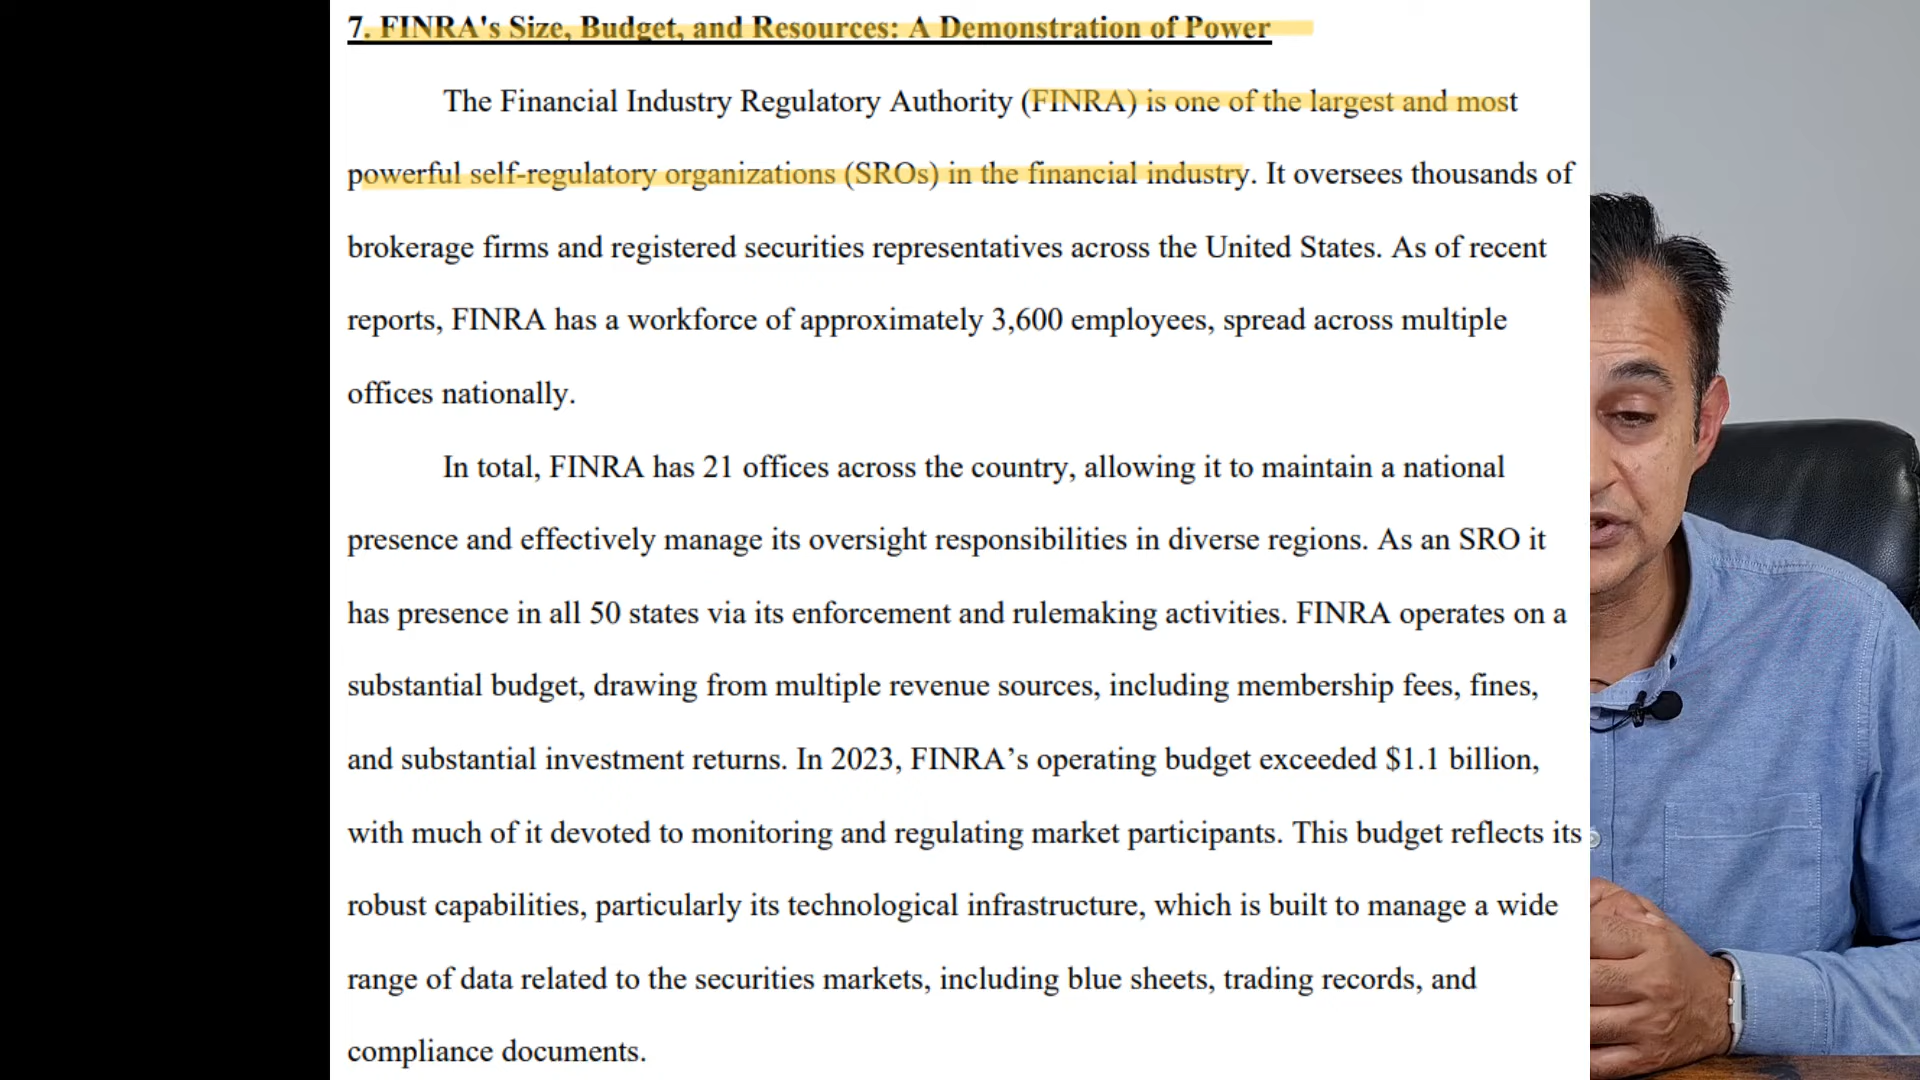 7. FINRA's Size, Budget, and Resources: A Demonstration of Power
The Financial Industry Regulatory Authority (FINRA) is one of the largest and most
powerful self-regulatory organizations (SROs) in the financial industry. It oversees thousands of
brokerage firms and registered securities representatives across the United States. As of recent
reports, FINRA has a workforce of approximately 3,600 employees, spread across multiple
offices nationally.
In total, FINRA has 21 offices across the country, allowing it to maintain a national
presence and effectively manage its oversight responsibilities in diverse regions. As an SRO it
has presence in all 50 states via its enforcement and rulemaking activities. FINRA operates on a
substantial budget, drawing from multiple revenue sources, including membership fees, fines,
and substantial investment returns. In 2023, FINRA’s operating budget exceeded $1.1 billion,
with much of it devoted to monitoring and regulating market participants. This budget reflects its
robust capabilities, particularly its technological infrastructure, which is built to manage a wide
range of data related to the securities markets, including blue sheets, trading records, and
compliance documents.